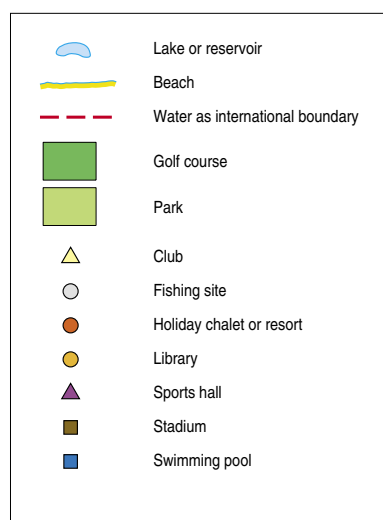 Lake or reservoir
Beach
Water as international boundary
Golf course
Park
Club
Fishing site
Holiday chalet or resort
Library
Sports hall
Stadium
Swimming pool